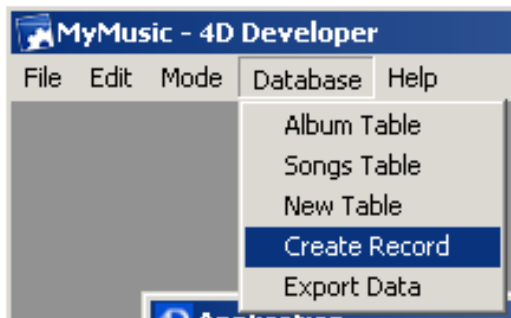 MyMusic - 4D Developer
File Edit Mode Database Help
Album Table
Songs Table
New Table
Create Record
Export Data